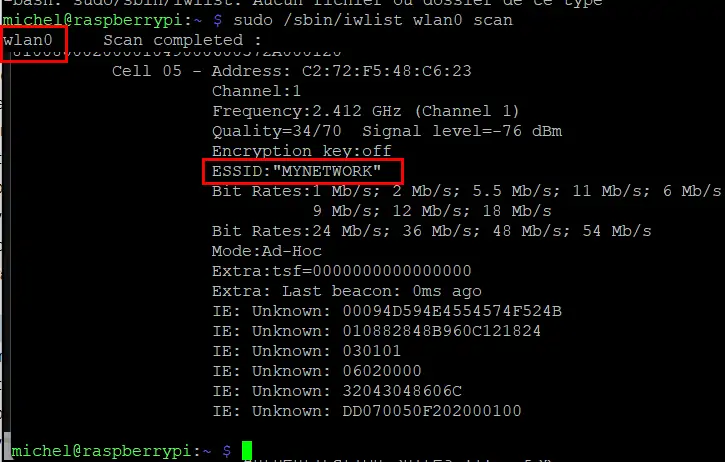 -bash: sudo/sbin/iwlist: Aucun fichier ou dossier de ce type
michel@raspberrypi:~ $ sudo /sbin/iwlist wlan0 scan
wlan0     Scan completed :
Cell 05 - Address: C2:72:F5:48:C6:23
Channel:1
Frequency:2.412 GHz (Channel 1)
Quality=34/70  Signal level=-76 dBm
Encryption key:off
ESSID:"MYNETWORK"
Bit Rates:1 Mb/s; 2 Mb/s; 5.5 Mb/s; 11 Mb/s; 6 Mb/s
9 Mb/s; 12 Mb/s; 18 Mb/s
Bit Rates:24 Mb/s; 36 Mb/s; 48 Mb/s; 54 Mb/s
Mode:Ad-Hoc
Extra:tsf=0000000000000000
Extra: Last beacon: 0ms ago
IE: Unknown: 00094D594E4554574F524B
IE: Unknown: 010882848B960C121824
IE: Unknown: 030101
IE: Unknown: 06020000
IE: Unknown: 32043048606C
IE: Unknown: DD070050F202000100
michel@raspberrypi:~ $